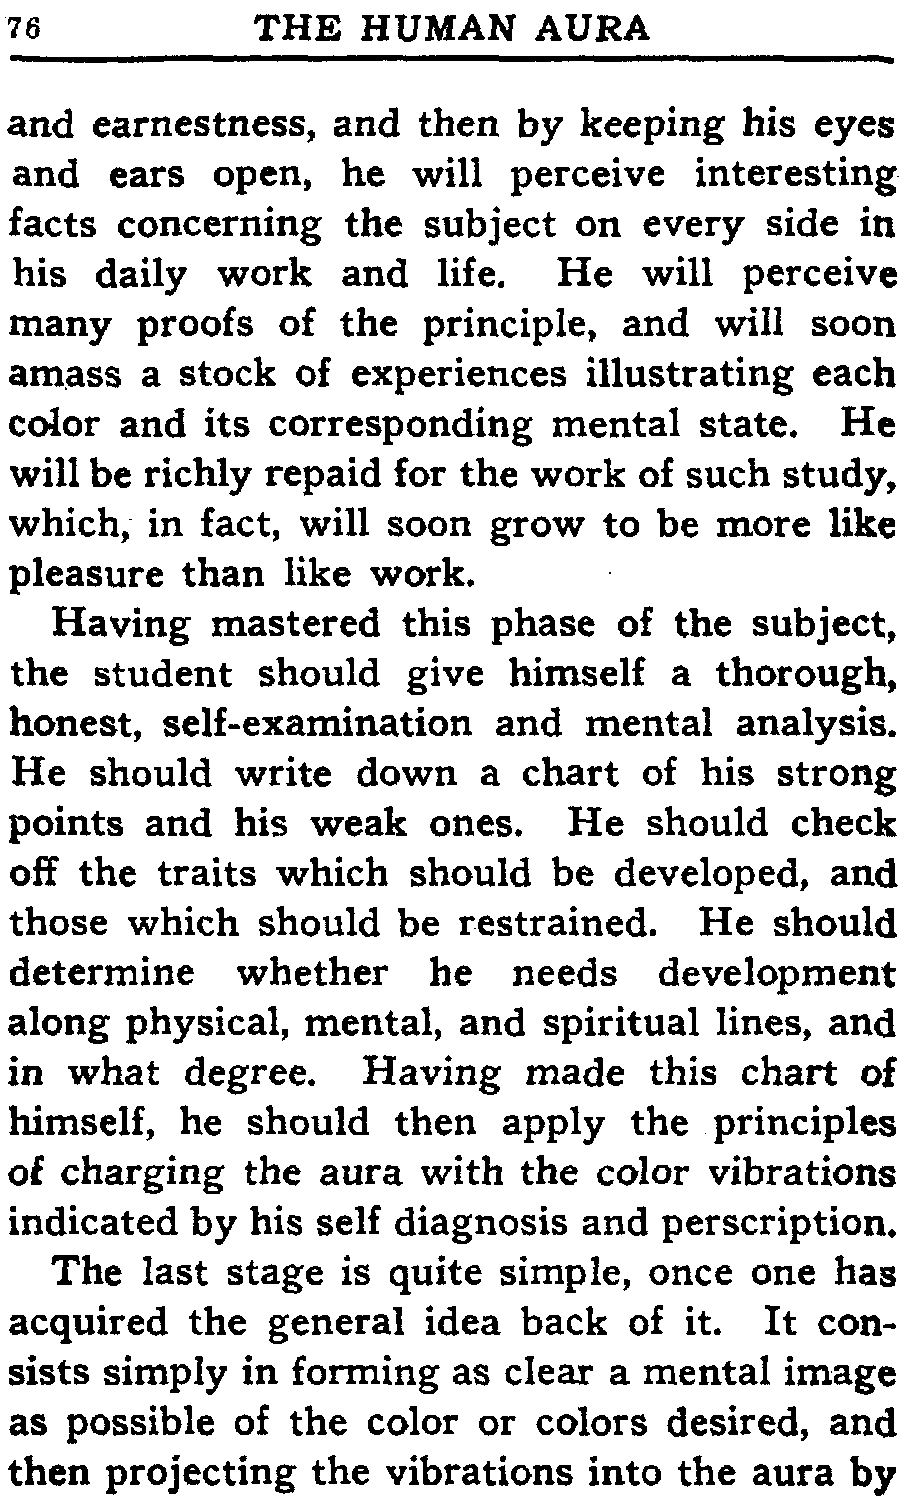 76 THE HUMAN AURA
and earnestness, and then by keeping his eyes
and ears open, he will perceive interesting
facts concerning the subject on every side in
his daily work and life. He will perceive
many proofs of the principle, and will soon
amass a stock of experiences illustrating each
color and its corresponding mental state. He
will be richly repaid for the work of such study,
which, in fact, will soon grow to be more like
pleasure than like work.
Having mastered this phase of the subject,
the student should give himself a thorough,
honest, self-examination and mental analysis.
He should write down a chart of his strong
points and his weak ones. He should check
off the traits which should be developed, and
those which should be restrained. He should
determine whether he needs development
along physical, mental, and spiritual lines, and
in what degree. Having made this chart of
himself, he should then apply the principles
of charging the aura with the color vibrations
indicated by his self diagnosis and perscription.
The last stage is quite simple, once one has
acquired the general idea back of it. It con-
sists simply in forming as clear a mental image
as possible of the color or colors desired, and
then projecting the vibrations into the aura by